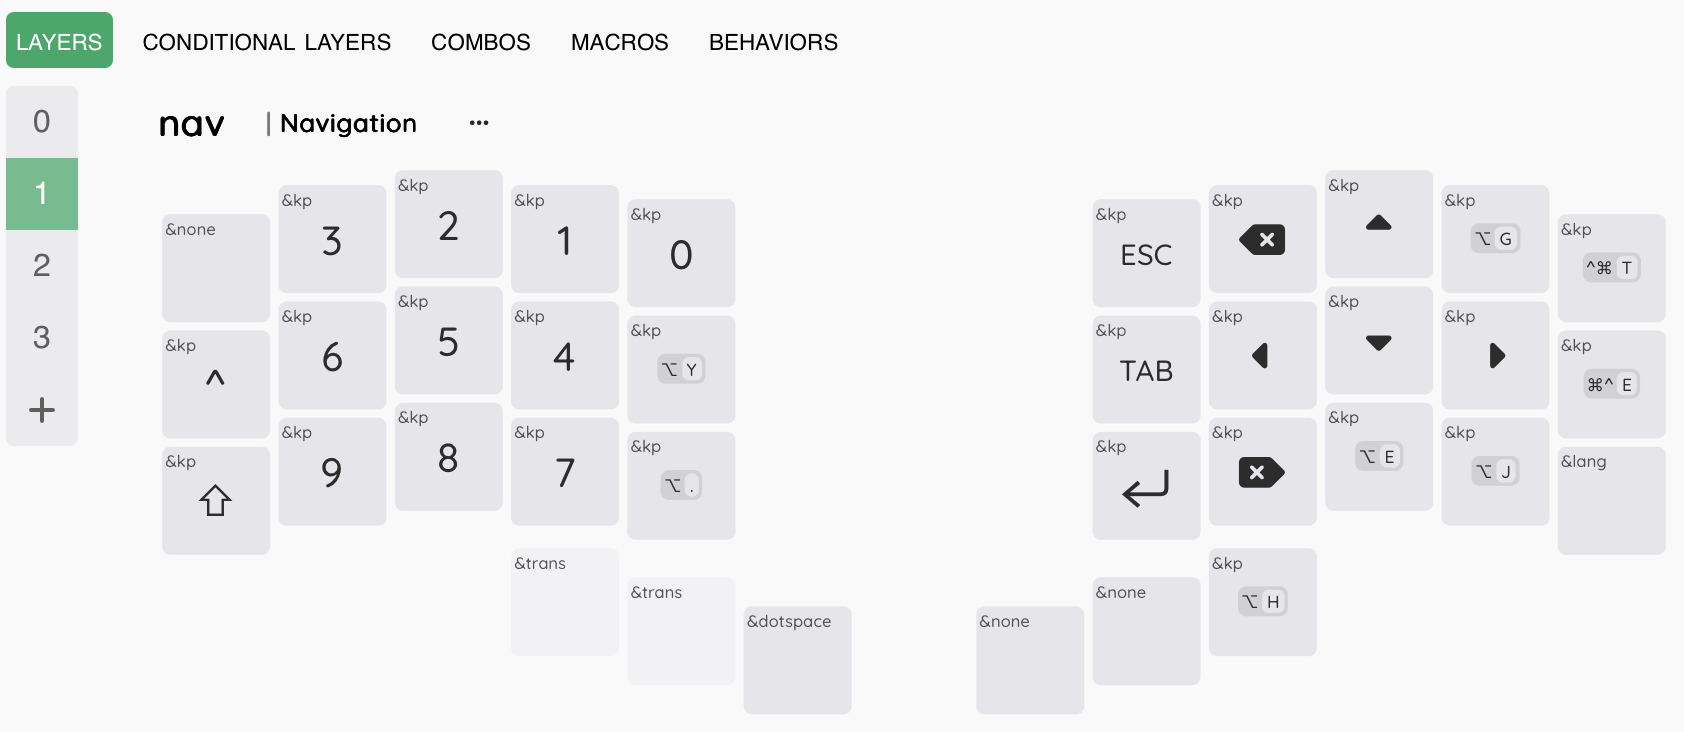 LAYERS CONDITIONAL LAYERS COMBOS MACROS BEHAVIORS
0
1
2
3
+
nav | Navigation ...
&none &kp 3 &kp 2 &kp 1 &kp 0 &kp ESC &kp &kp &kp ⌥ G &kp ^⌘ T
&kp ^ &kp 6 &kp 5 &kp 4 &kp ⌥ Y &kp TAB &kp &kp &kp &kp ⌘^ E
&kp &kp 9 &kp 8 &kp 7 &kp ⌥ . &kp &kp &kp ⌥ E &kp ⌥ J &lang
&trans &trans &dotspace &none &none &kp ⌥ H